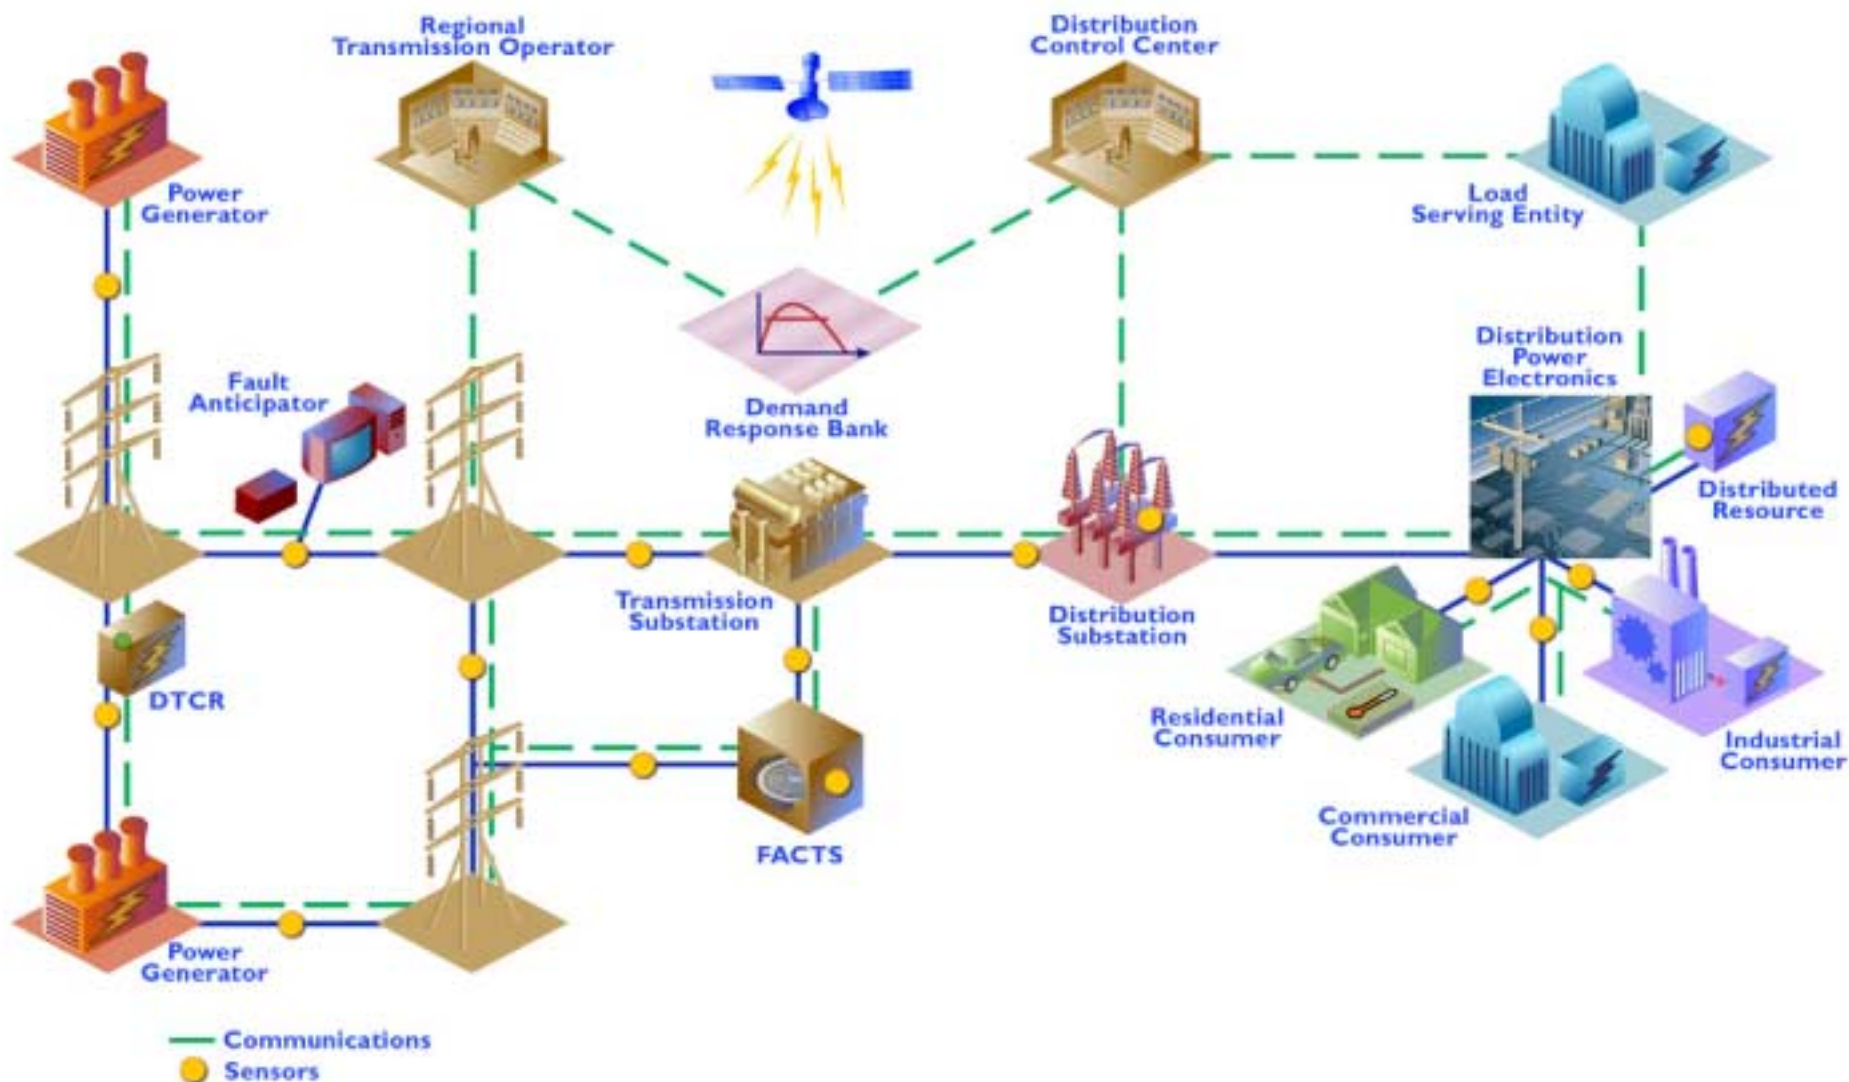 Regional
Transmission Operator
Distribution
Control Center
Power
Generator
Load
Serving Entity
Fault
Anticipator
Demand
Response Bank
Distribution
Power
Electronics
Distributed
Resource
Transmission
Substation
Distribution
Substation
DTCR
Residential
Consumer
Industrial
Consumer
Commercial
Consumer
FACTS
Power
Generator
Communications
Sensors